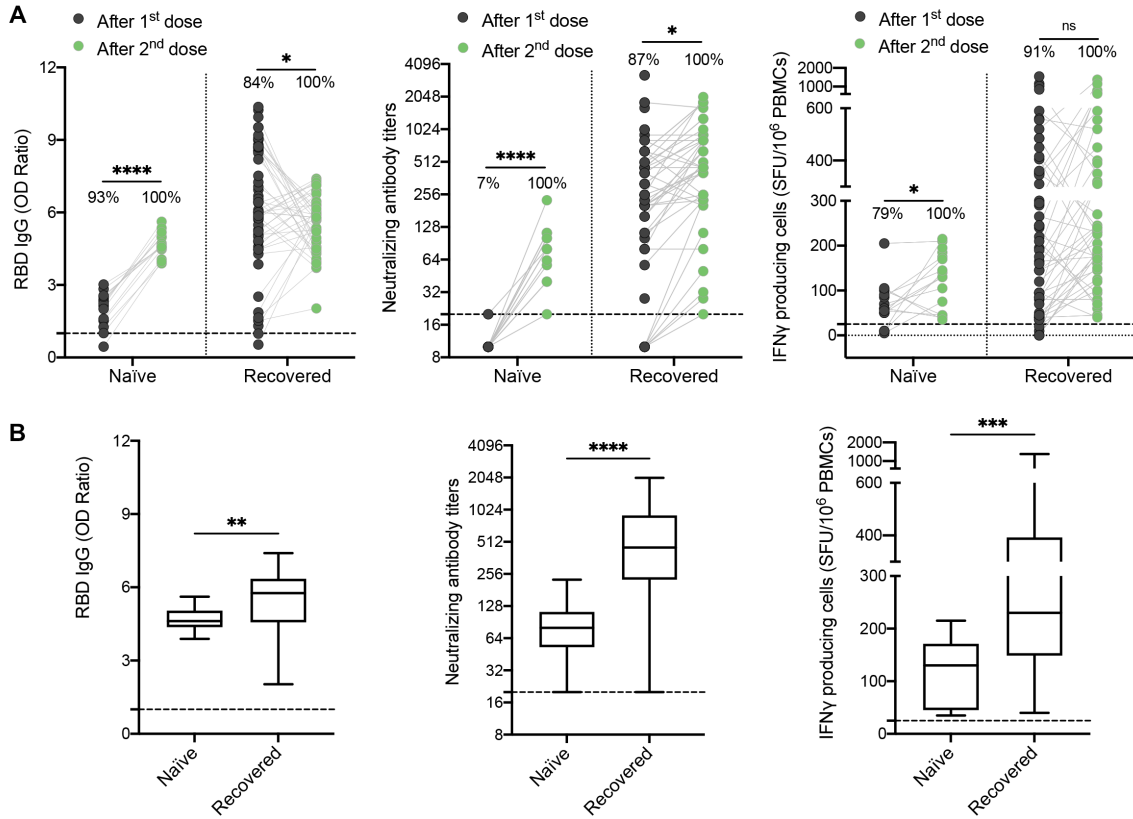 A
After 1st dose
After 2nd dose
RBD IgG (OD Ratio)
12
9
6
3
0
****
93% 100%
*
84% 100%
Naïve Recovered
After 1st dose
After 2nd dose
Neutralizing antibody titers
4096
2048
1024
512
256
128
64
32
16
8
****
7% 100%
*
87% 100%
Naïve Recovered
After 1st dose
After 2nd dose
IFNγ producing cells (SFU/10⁶ PBMCs)
2000
1000
600
400
300
200
100
0
*
79% 100%
ns
91% 100%
Naïve Recovered
B
RBD IgG (OD Ratio)
12
9
6
3
0
**
Naïve
Recovered
Neutralizing antibody titers
4096
2048
1024
512
256
128
64
32
16
8
****
Naïve
Recovered
IFNγ producing cells (SFU/10⁶ PBMCs)
2000
1000
600
400
300
200
100
0
***
Naïve
Recovered